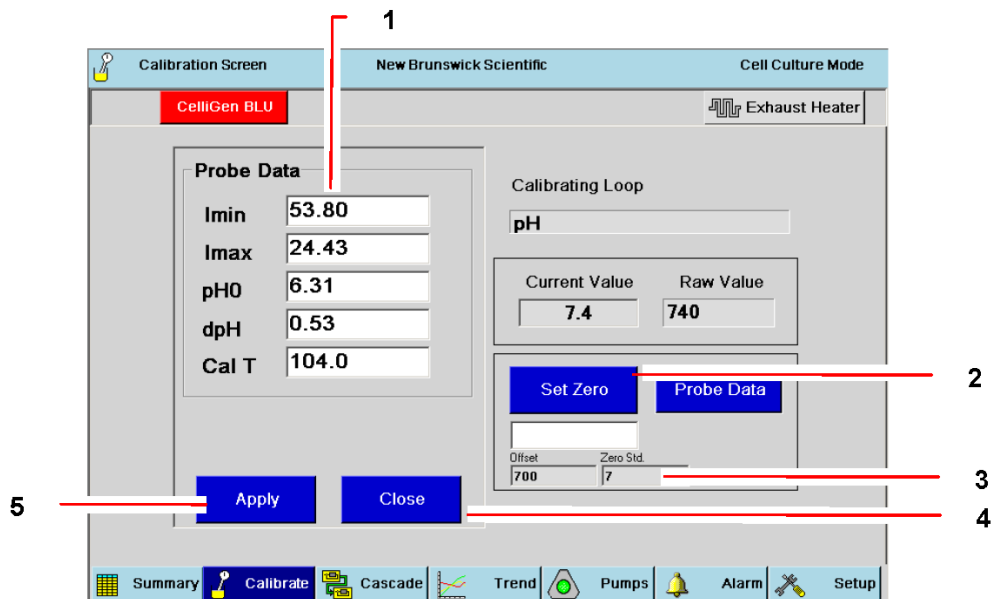 1
Calibration Screen New Brunswick Scientific Cell Culture Mode
CelliGen BLU Exhaust Heater
Probe Data
Imin 53.80
Imax 24.43
pH0 6.31
dpH 0.53
Cal T 104.0
Calibrating Loop
pH
Current Value Raw Value
7.4 740
Set Zero Probe Data
2
Offset Zero Std.
700 7
3
Apply Close
4
5
Summary Calibrate Cascade Trend Pumps Alarm Setup